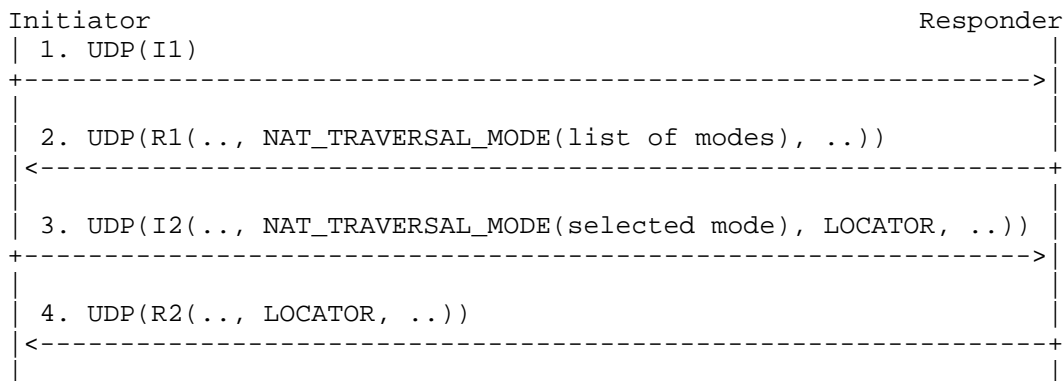 Initiator Responder
| 1. UDP(I1) |
+--------------------------------------------------------------->|
| |
| 2. UDP(R1(.., NAT_TRAVERSAL_MODE(list of modes), ..)) |
|<---------------------------------------------------------------+
| |
| 3. UDP(I2(.., NAT_TRAVERSAL_MODE(selected mode), LOCATOR, ..)) |
+--------------------------------------------------------------->|
| |
| 4. UDP(R2(.., LOCATOR, ..)) |
|<---------------------------------------------------------------+
| |